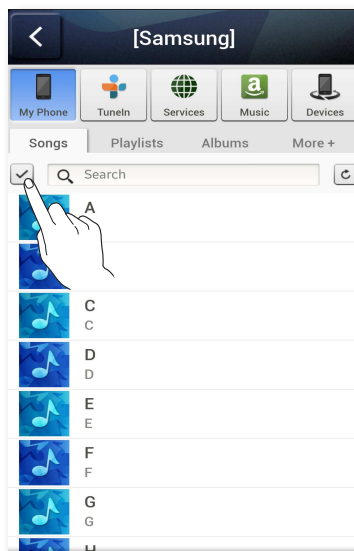 [Samsung]
My Phone TuneIn Services Music Devices
Songs Playlists Albums More +
Search
A
C
C
D
D
E
E
F
F
G
G
H